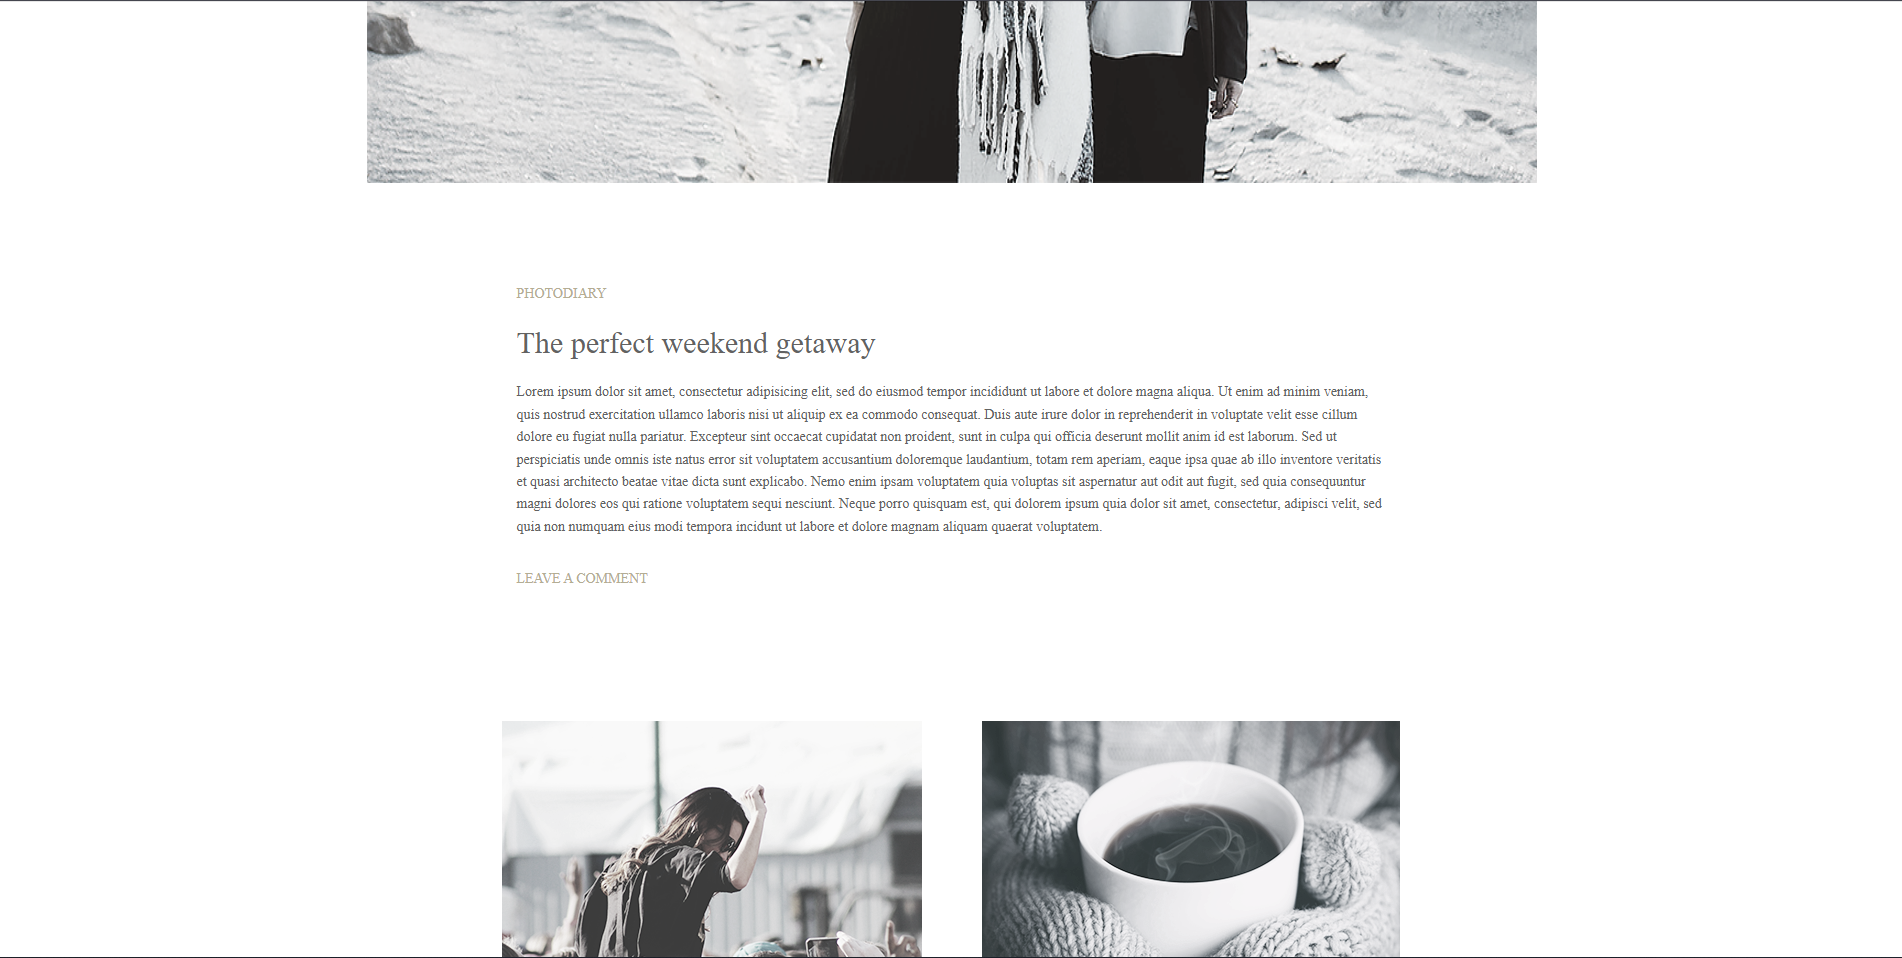 PHOTODIARY
The perfect weekend getaway
Lorem ipsum dolor sit amet, consectetur adipisicing elit, sed do eiusmod tempor incididunt ut labore et dolore magna aliqua. Ut enim ad minim veniam,
quis nostrud exercitation ullamco laboris nisi ut aliquip ex ea commodo consequat. Duis aute irure dolor in reprehenderit in voluptate velit esse cillum
dolore eu fugiat nulla pariatur. Excepteur sint occaecat cupidatat non proident, sunt in culpa qui officia deserunt mollit anim id est laborum. Sed ut
perspiciatis unde omnis iste natus error sit voluptatem accusantium doloremque laudantium, totam rem aperiam, eaque ipsa quae ab illo inventore veritatis
et quasi architecto beatae vitae dicta sunt explicabo. Nemo enim ipsam voluptatem quia voluptas sit aspernatur aut odit aut fugit, sed quia consequuntur
magni dolores eos qui ratione voluptatem sequi nesciunt. Neque porro quisquam est, qui dolorem ipsum quia dolor sit amet, consectetur, adipisci velit, sed
quia non numquam eius modi tempora incidunt ut labore et dolore magnam aliquam quaerat voluptatem.
LEAVE A COMMENT